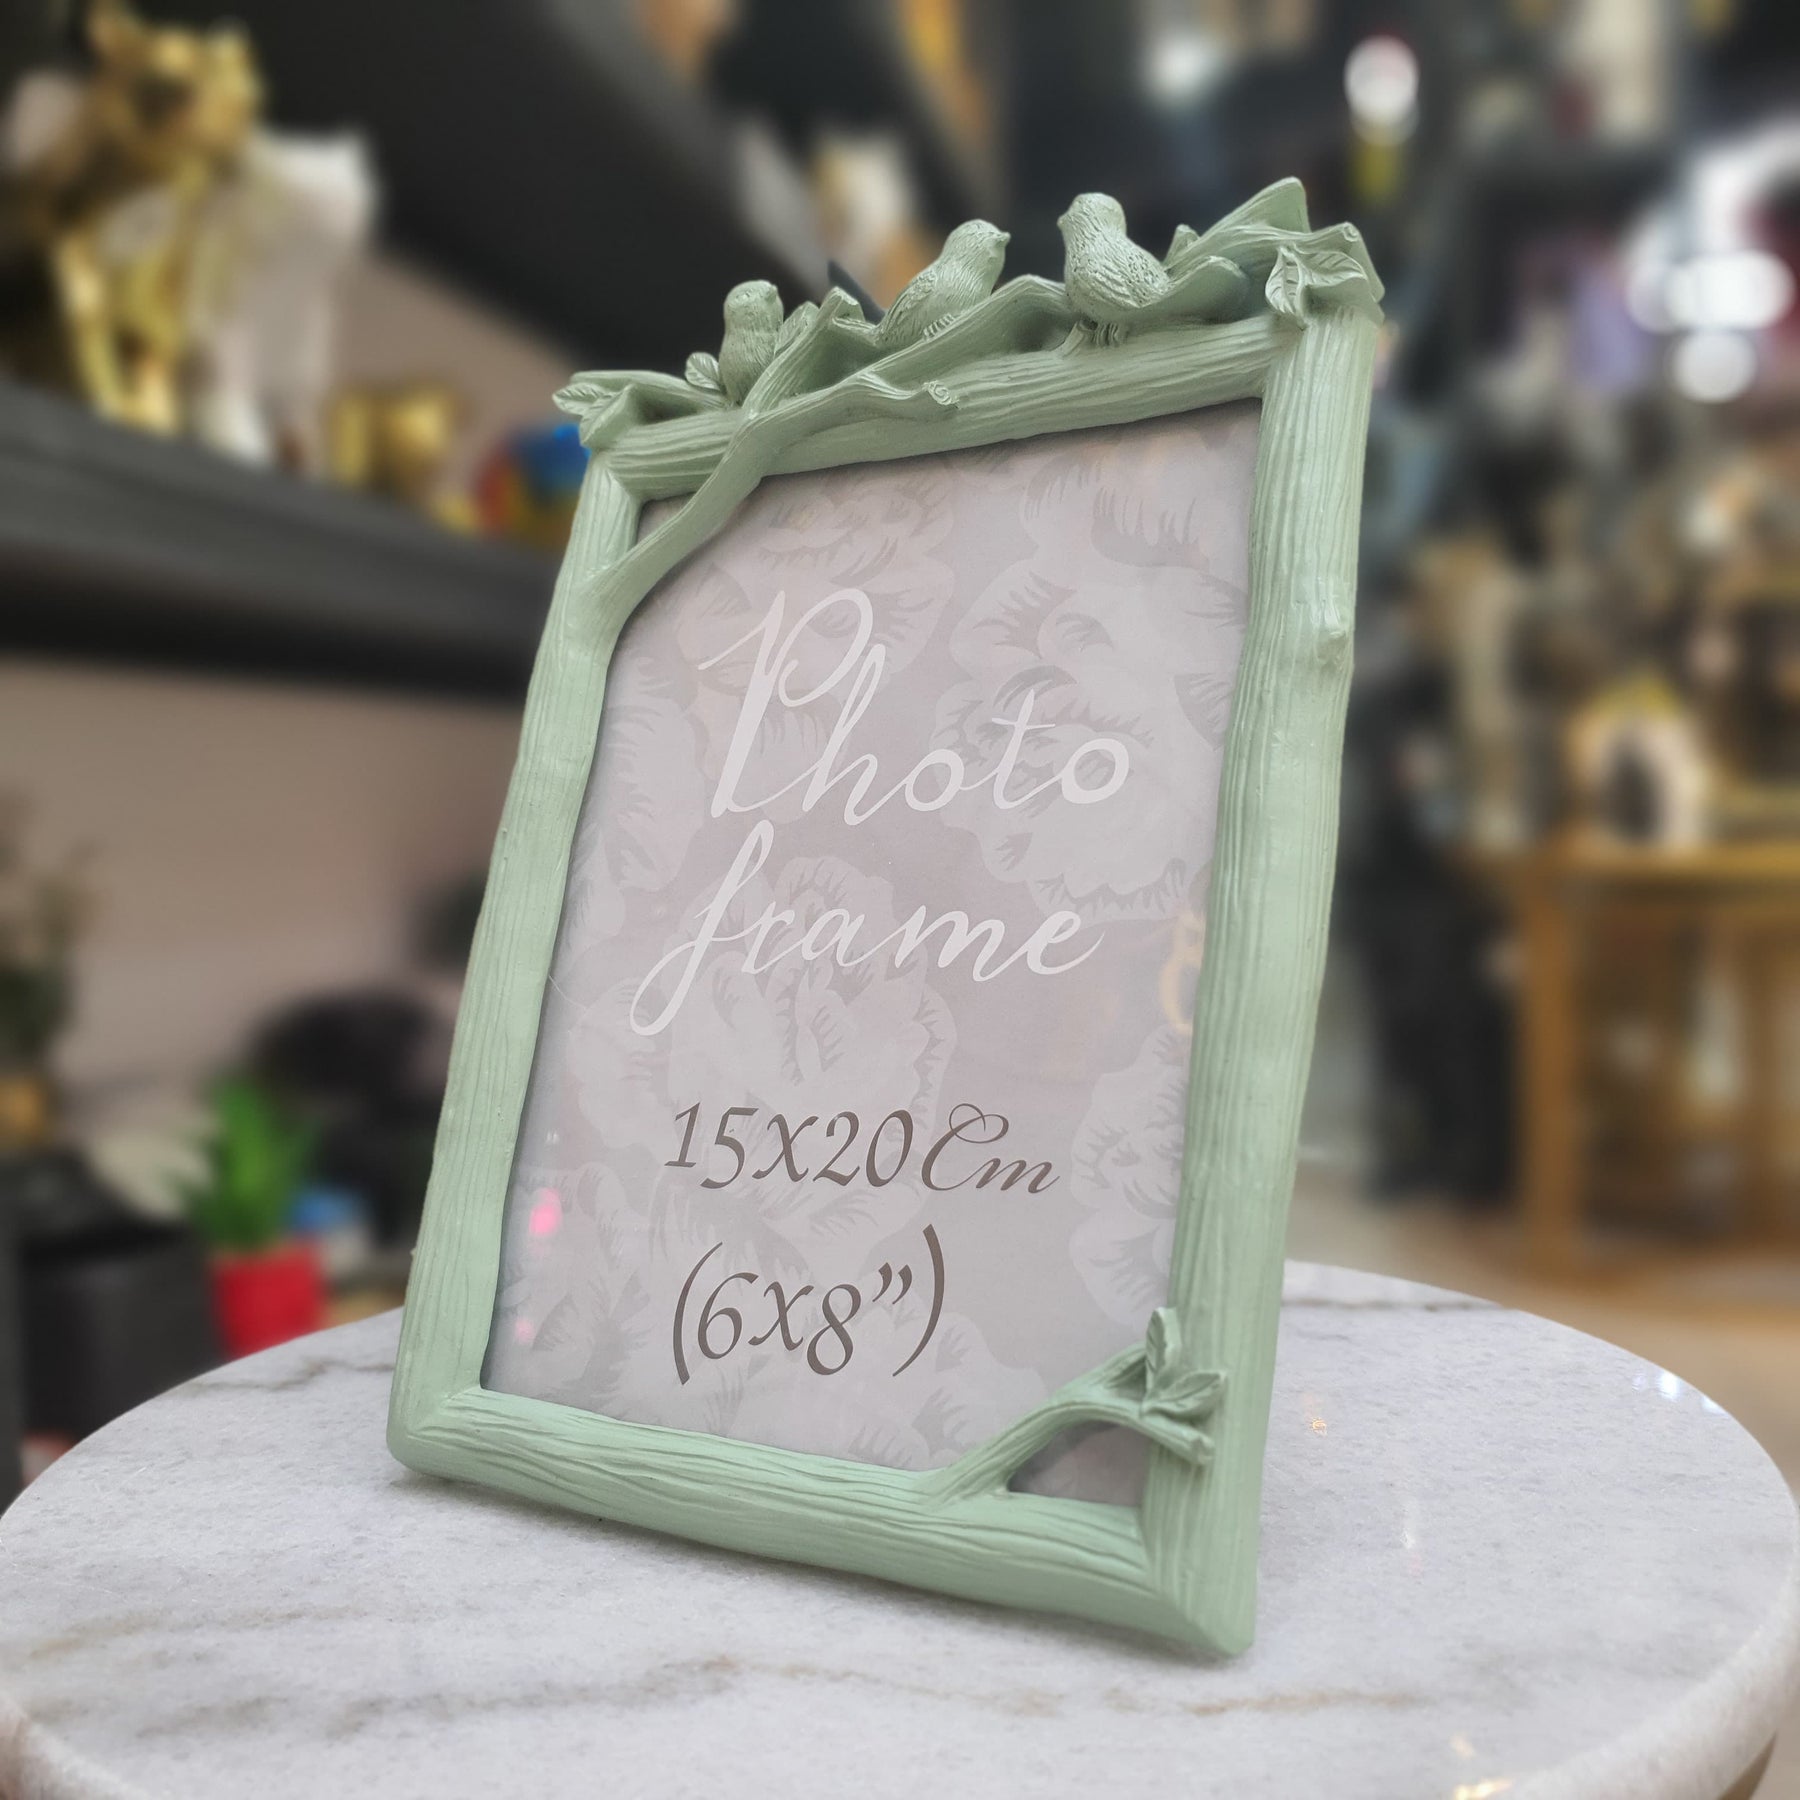 Photo
frame
15x20Cm
(6x8")